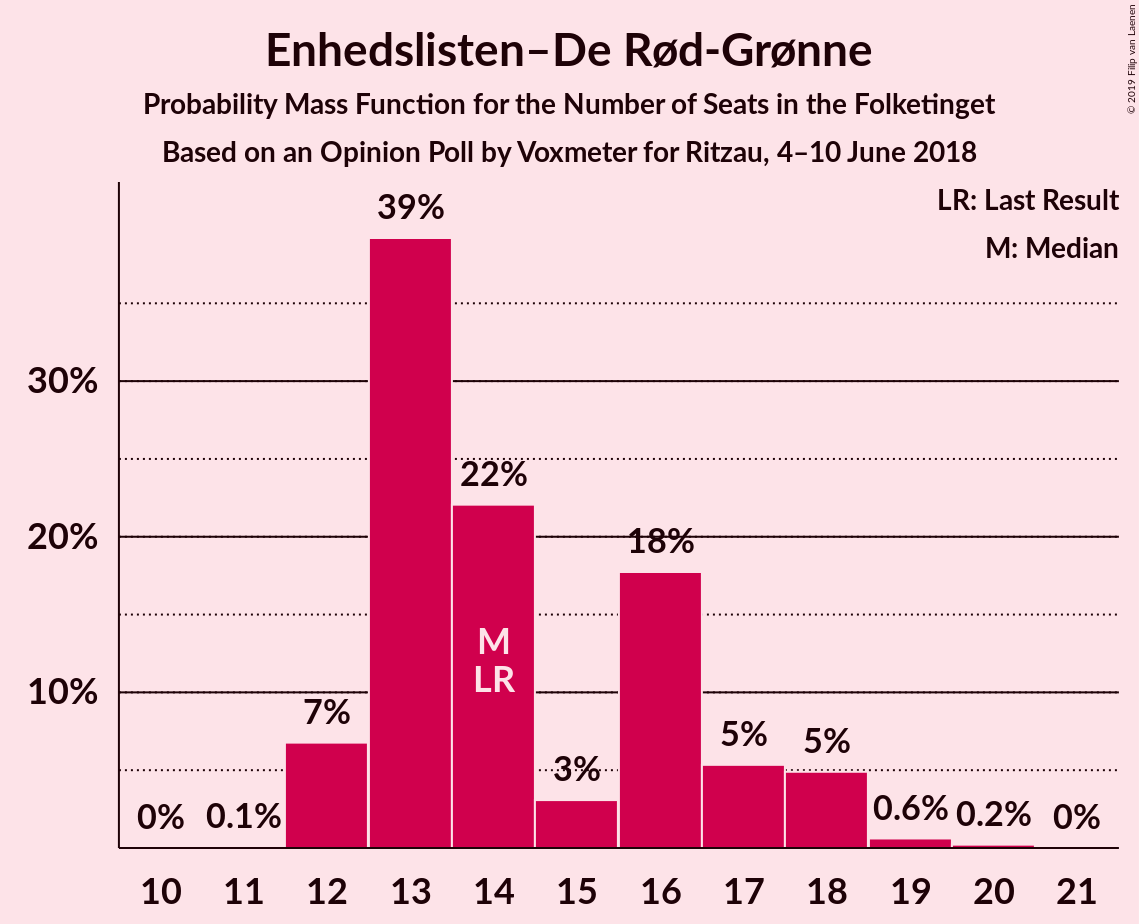 Enhedslisten–De Rød-Grønne
Probability Mass Function for the Number of Seats in the Folketinget
Based on an Opinion Poll by Voxmeter for Ritzau, 4–10 June 2018
© 2019 Filip van Laenen
LR: Last Result
M: Median
39%
30%
22%
20%
18%
M
LR
10%
7%
5%
5%
3%
0%
0.1%
0.6%
0.2%
0%
10 11 12 13 14 15 16 17 18 19 20 21